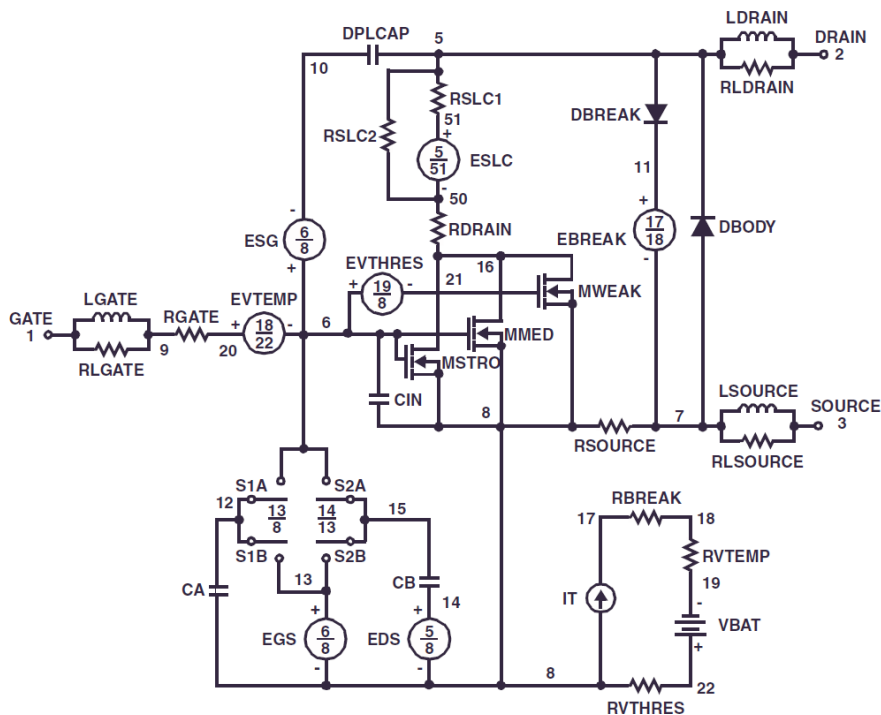 LDRAIN
DPLCAP
5
DRAIN
2
10
RLDRAIN
RSLC1
DBREAK
51
+
RSLC2
5
51
ESLC
11
-
50
-
+
6
8
ESG
RDRAIN
17
18
EBREAK
DBODY
+
EVTHRES
16
-
21
+
19
8
-
MWEAK
LGATE
EVTEMP
GATE
1
RGATE
+
18
22
-
6
MMED
9
20
RLGATE
MSTRO
LSOURCE
CIN
8
7
SOURCE
3
RSOURCE
RLSOURCE
S1A
S2A
12
13
8
14
13
15
RBREAK
17
18
S1B
S2B
RVTEMP
13
CB
19
CA
14
IT
-
+
+
VBAT
EGS
6
8
EDS
5
8
+
-
-
8
22
RVTHRES